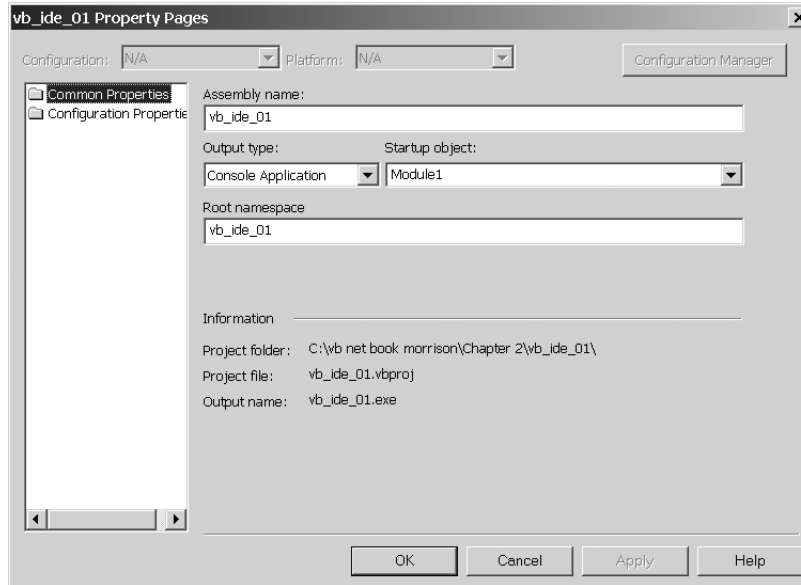 vb_ide_01 Property Pages
Configuration: N/A Platform: N/A Configuration Manager
Common Properties
Configuration Propertie
Assembly name:
vb_ide_01
Output type: Startup object:
Console Application Module1
Root namespace
vb_ide_01
Information
Project folder: C:\vb net book morrison\Chapter 2\vb_ide_01\
Project file: vb_ide_01.vbproj
Output name: vb_ide_01.exe
OK Cancel Apply Help